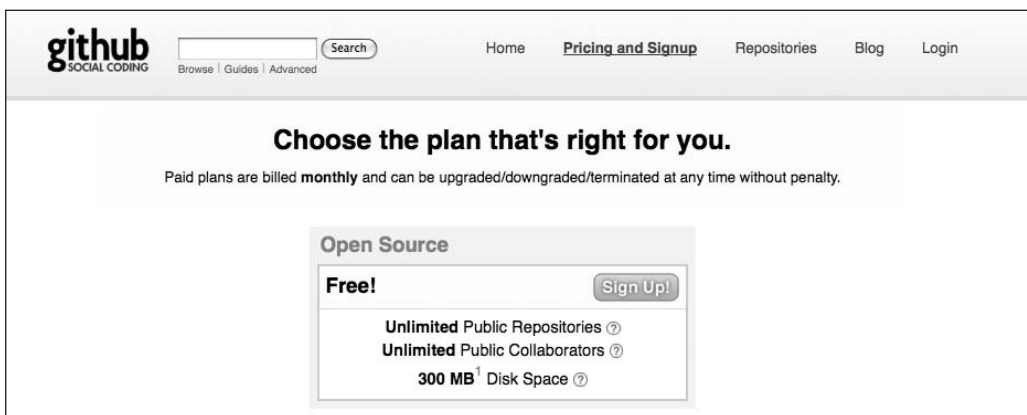 github
SOCIAL CODING
Search
Browse | Guides | Advanced
Home Pricing and Signup Repositories Blog Login
Choose the plan that's right for you.
Paid plans are billed monthly and can be upgraded/downgraded/terminated at any time without penalty.
Open Source
Free! Sign Up!
Unlimited Public Repositories ?
Unlimited Public Collaborators ?
300 MB¹ Disk Space ?